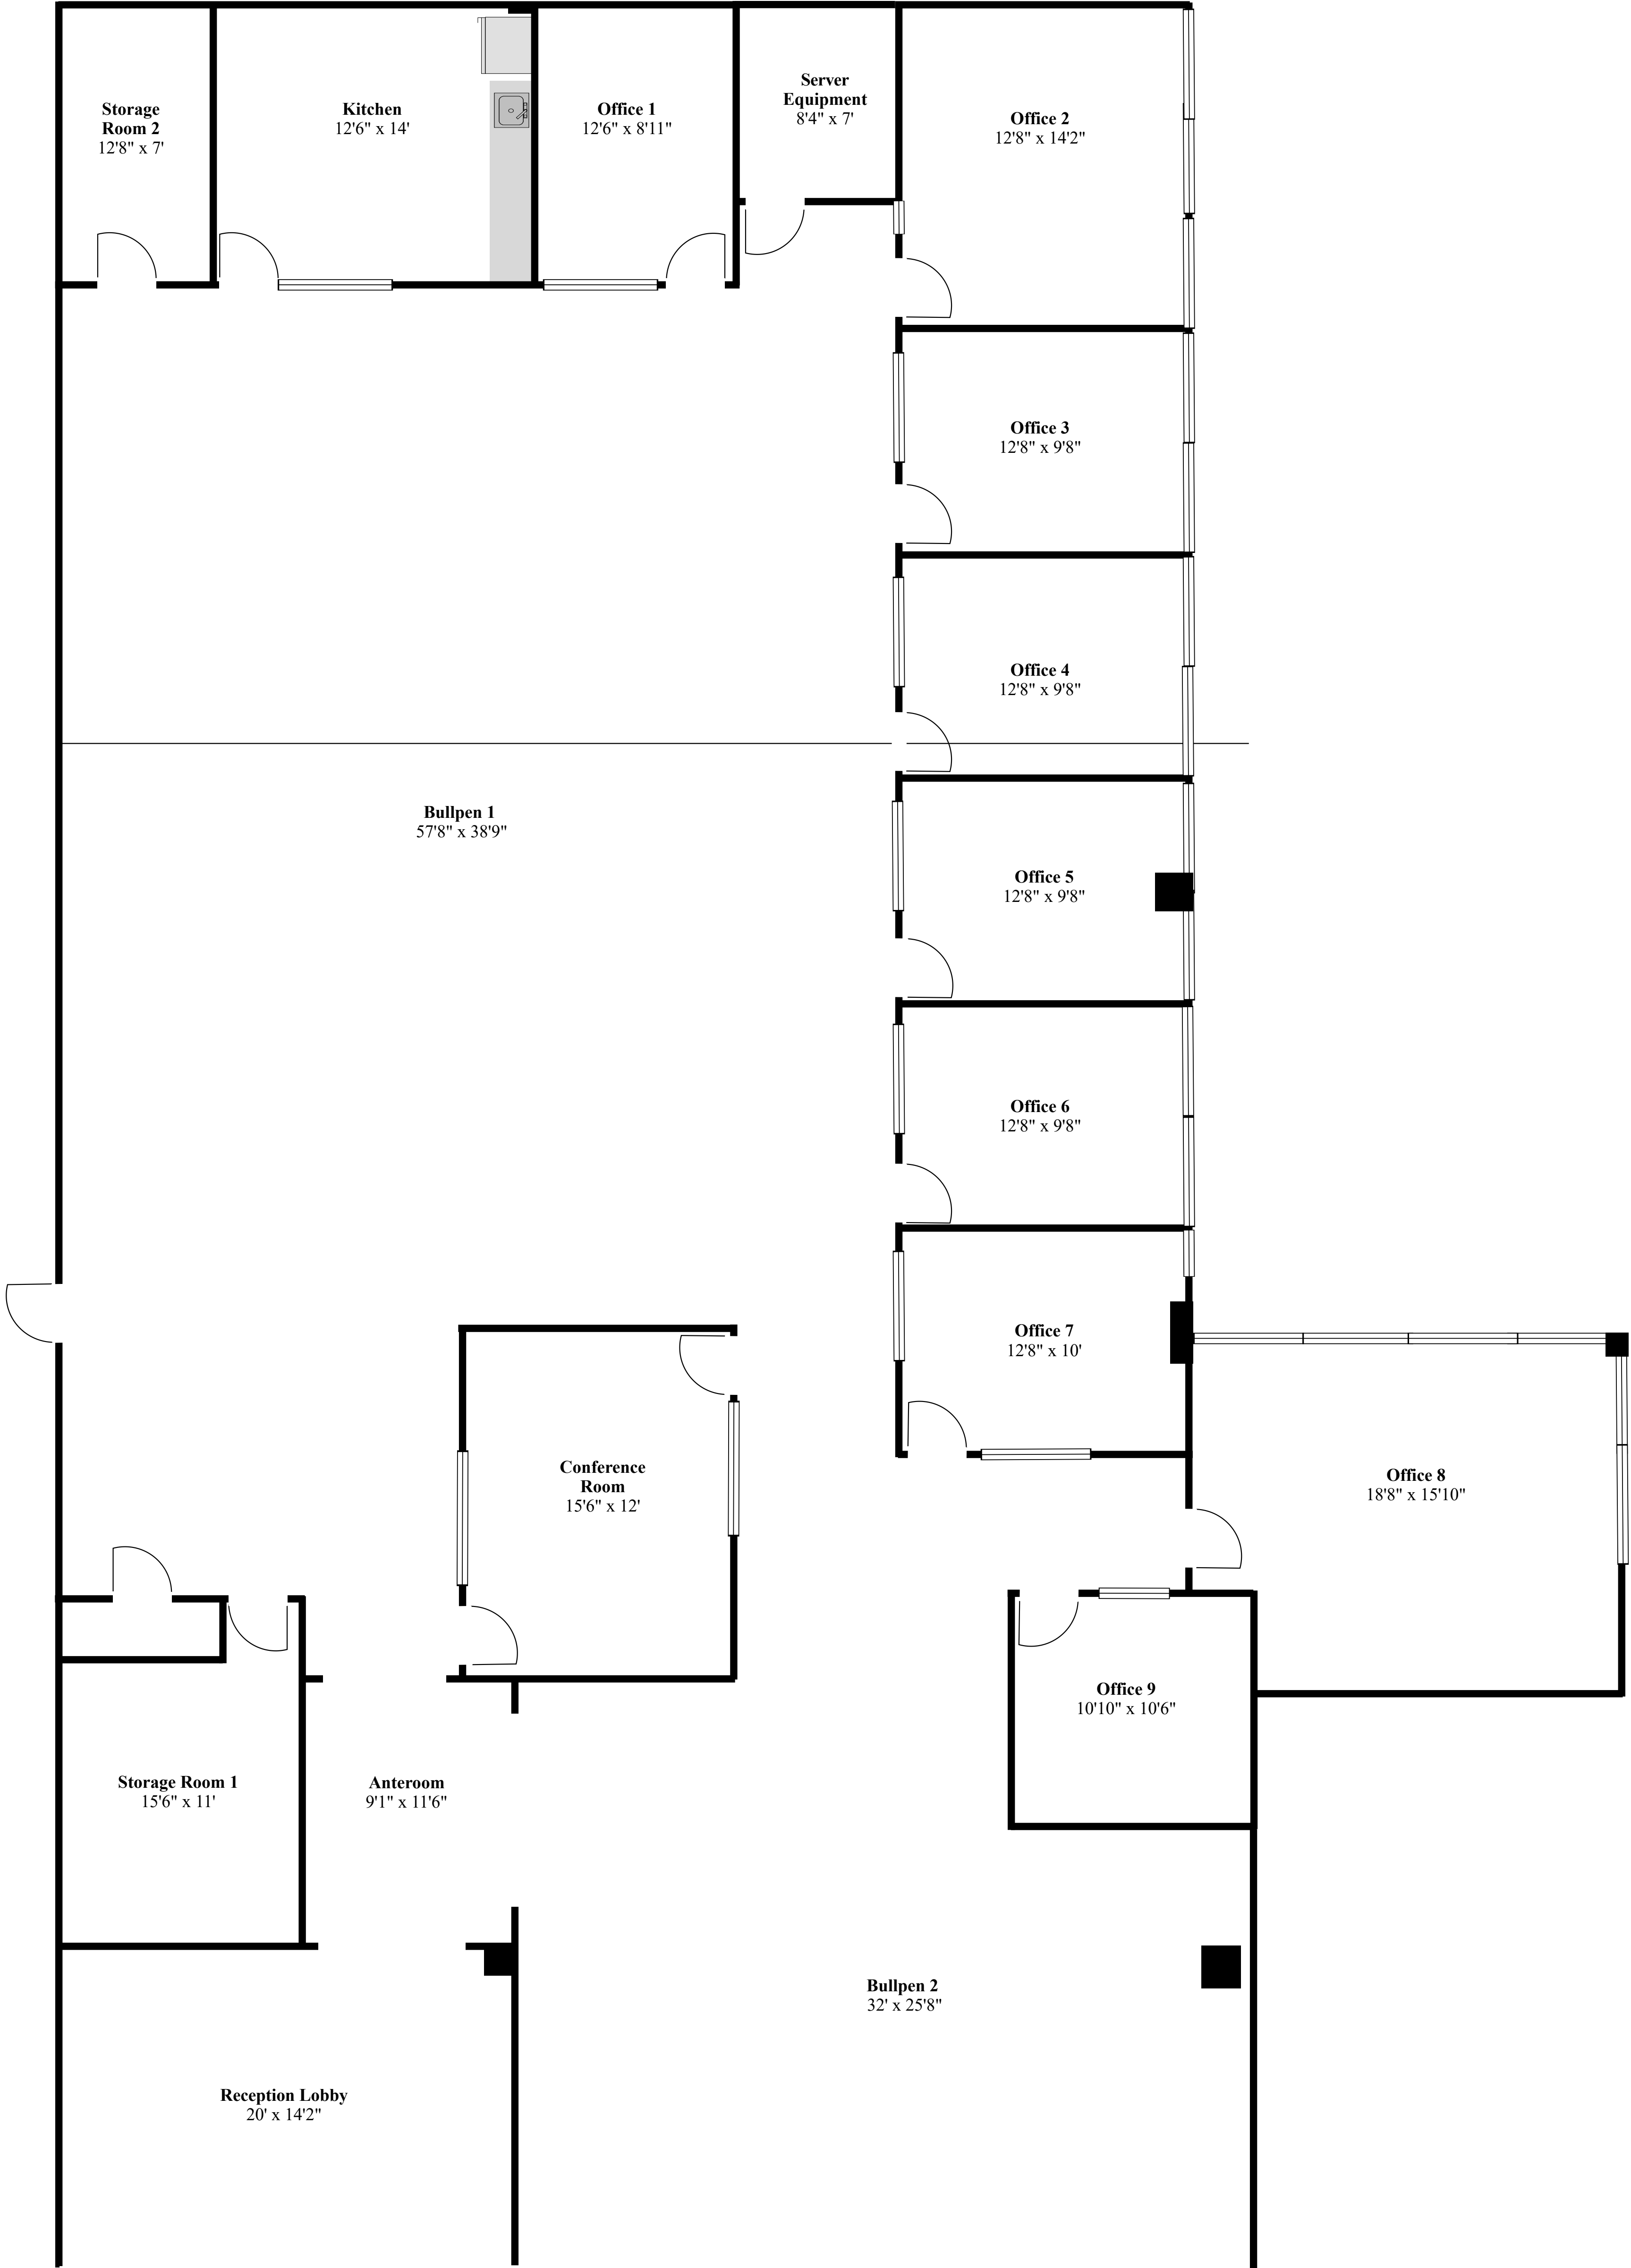 Storage
Room 2
12'8" x 7'
Kitchen
12'6" x 14'
Office 1
12'6" x 8'11"
Server
Equipment
8'4" x 7'
Office 2
12'8" x 14'2"
Office 3
12'8" x 9'8"
Office 4
12'8" x 9'8"
Bullpen 1
57'8" x 38'9"
Office 5
12'8" x 9'8"
Office 6
12'8" x 9'8"
Office 7
12'8" x 10'
Conference
Room
15'6" x 12'
Office 8
18'8" x 15'10"
Office 9
10'10" x 10'6"
Storage Room 1
15'6" x 11'
Anteroom
9'1" x 11'6"
Bullpen 2
32' x 25'8"
Reception Lobby
20' x 14'2"